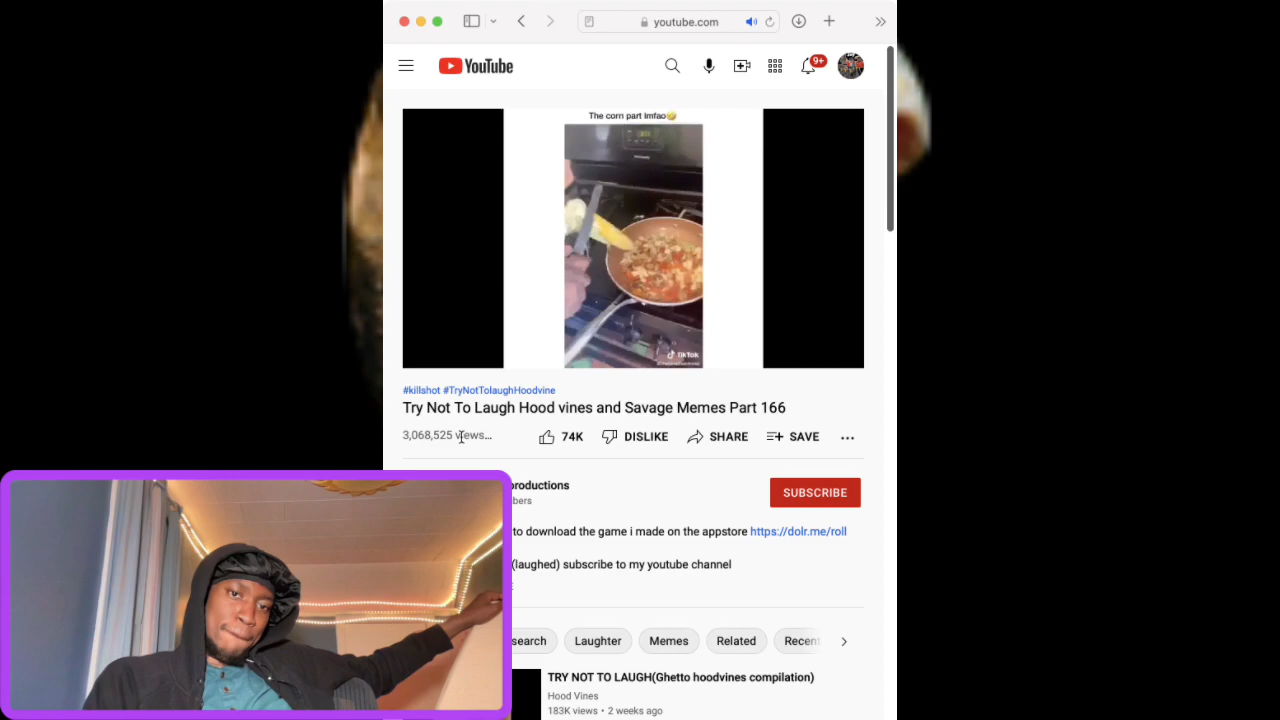 youtube.com
YouTube
9+
The corn part lmfao🤣
TikTok
#killshot #TryNotTolaughHoodvine
Try Not To Laugh Hood vines and Savage Memes Part 166
3,068,525 views...
74K
DISLIKE
SHARE
SAVE
productions
bers
SUBSCRIBE
to download the game i made on the appstore https://dolr.me/roll
(laughed) subscribe to my youtube channel
search
Laughter
Memes
Related
Recent
TRY NOT TO LAUGH(Ghetto hoodvines compilation)
Hood Vines
183K views • 2 weeks ago